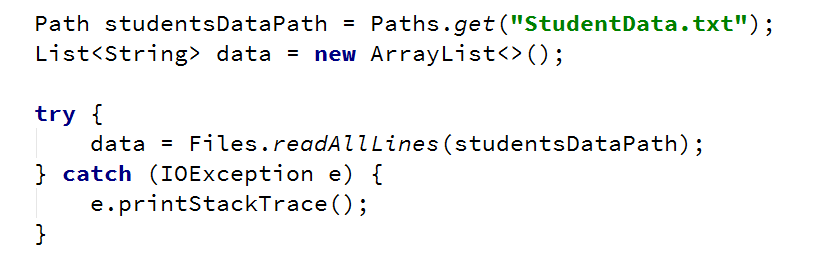 Path studentsDataPath = Paths.get("StudentData.txt");
List<String> data = new ArrayList<>();

try {
    data = Files.readAllLines(studentsDataPath);
} catch (IOException e) {
    e.printStackTrace();
}